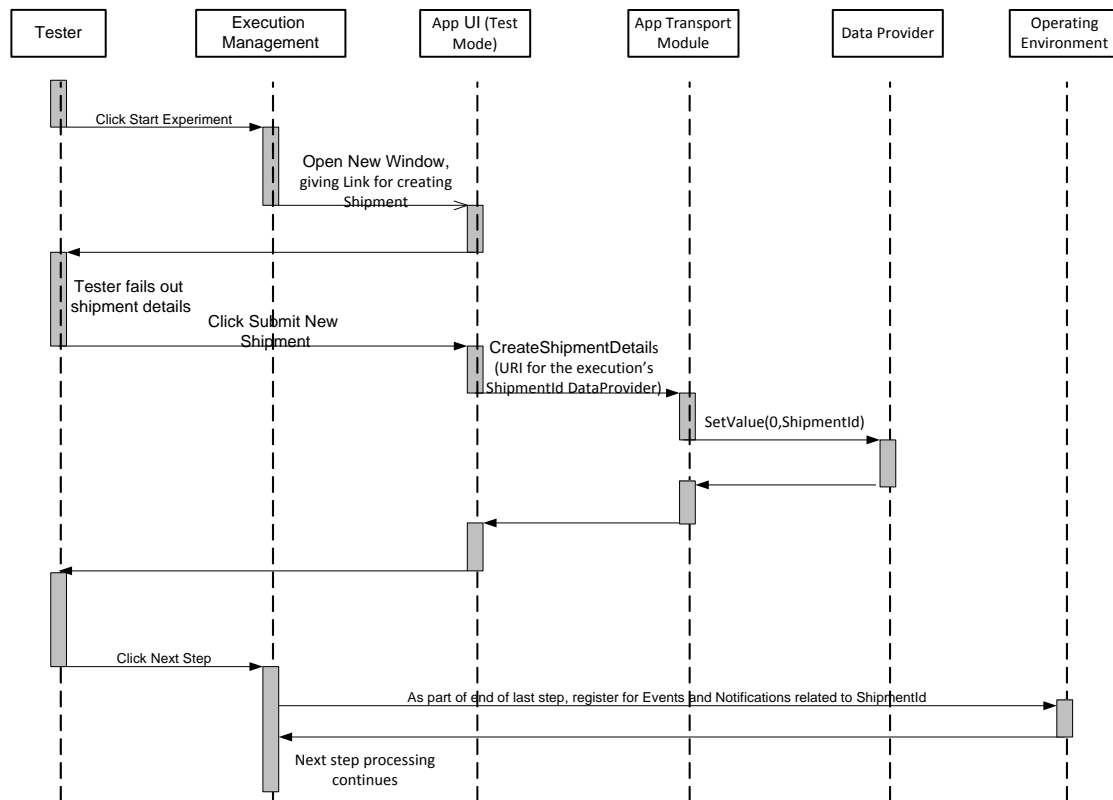 Tester
Execution
Management
App UI (Test
Mode)
App Transport
Module
Data Provider
Operating
Environment
Click Start Experiment
Open New Window,
giving Link for creating
Shipment
Tester fails out
shipment details
Click Submit New
Shipment
CreateShipmentDetails
(URI for the execution's
ShipmentId DataProvider)
SetValue(0,ShipmentId)
Click Next Step
As part of end of last step, register for Events and Notifications related to ShipmentId
Next step processing
continues